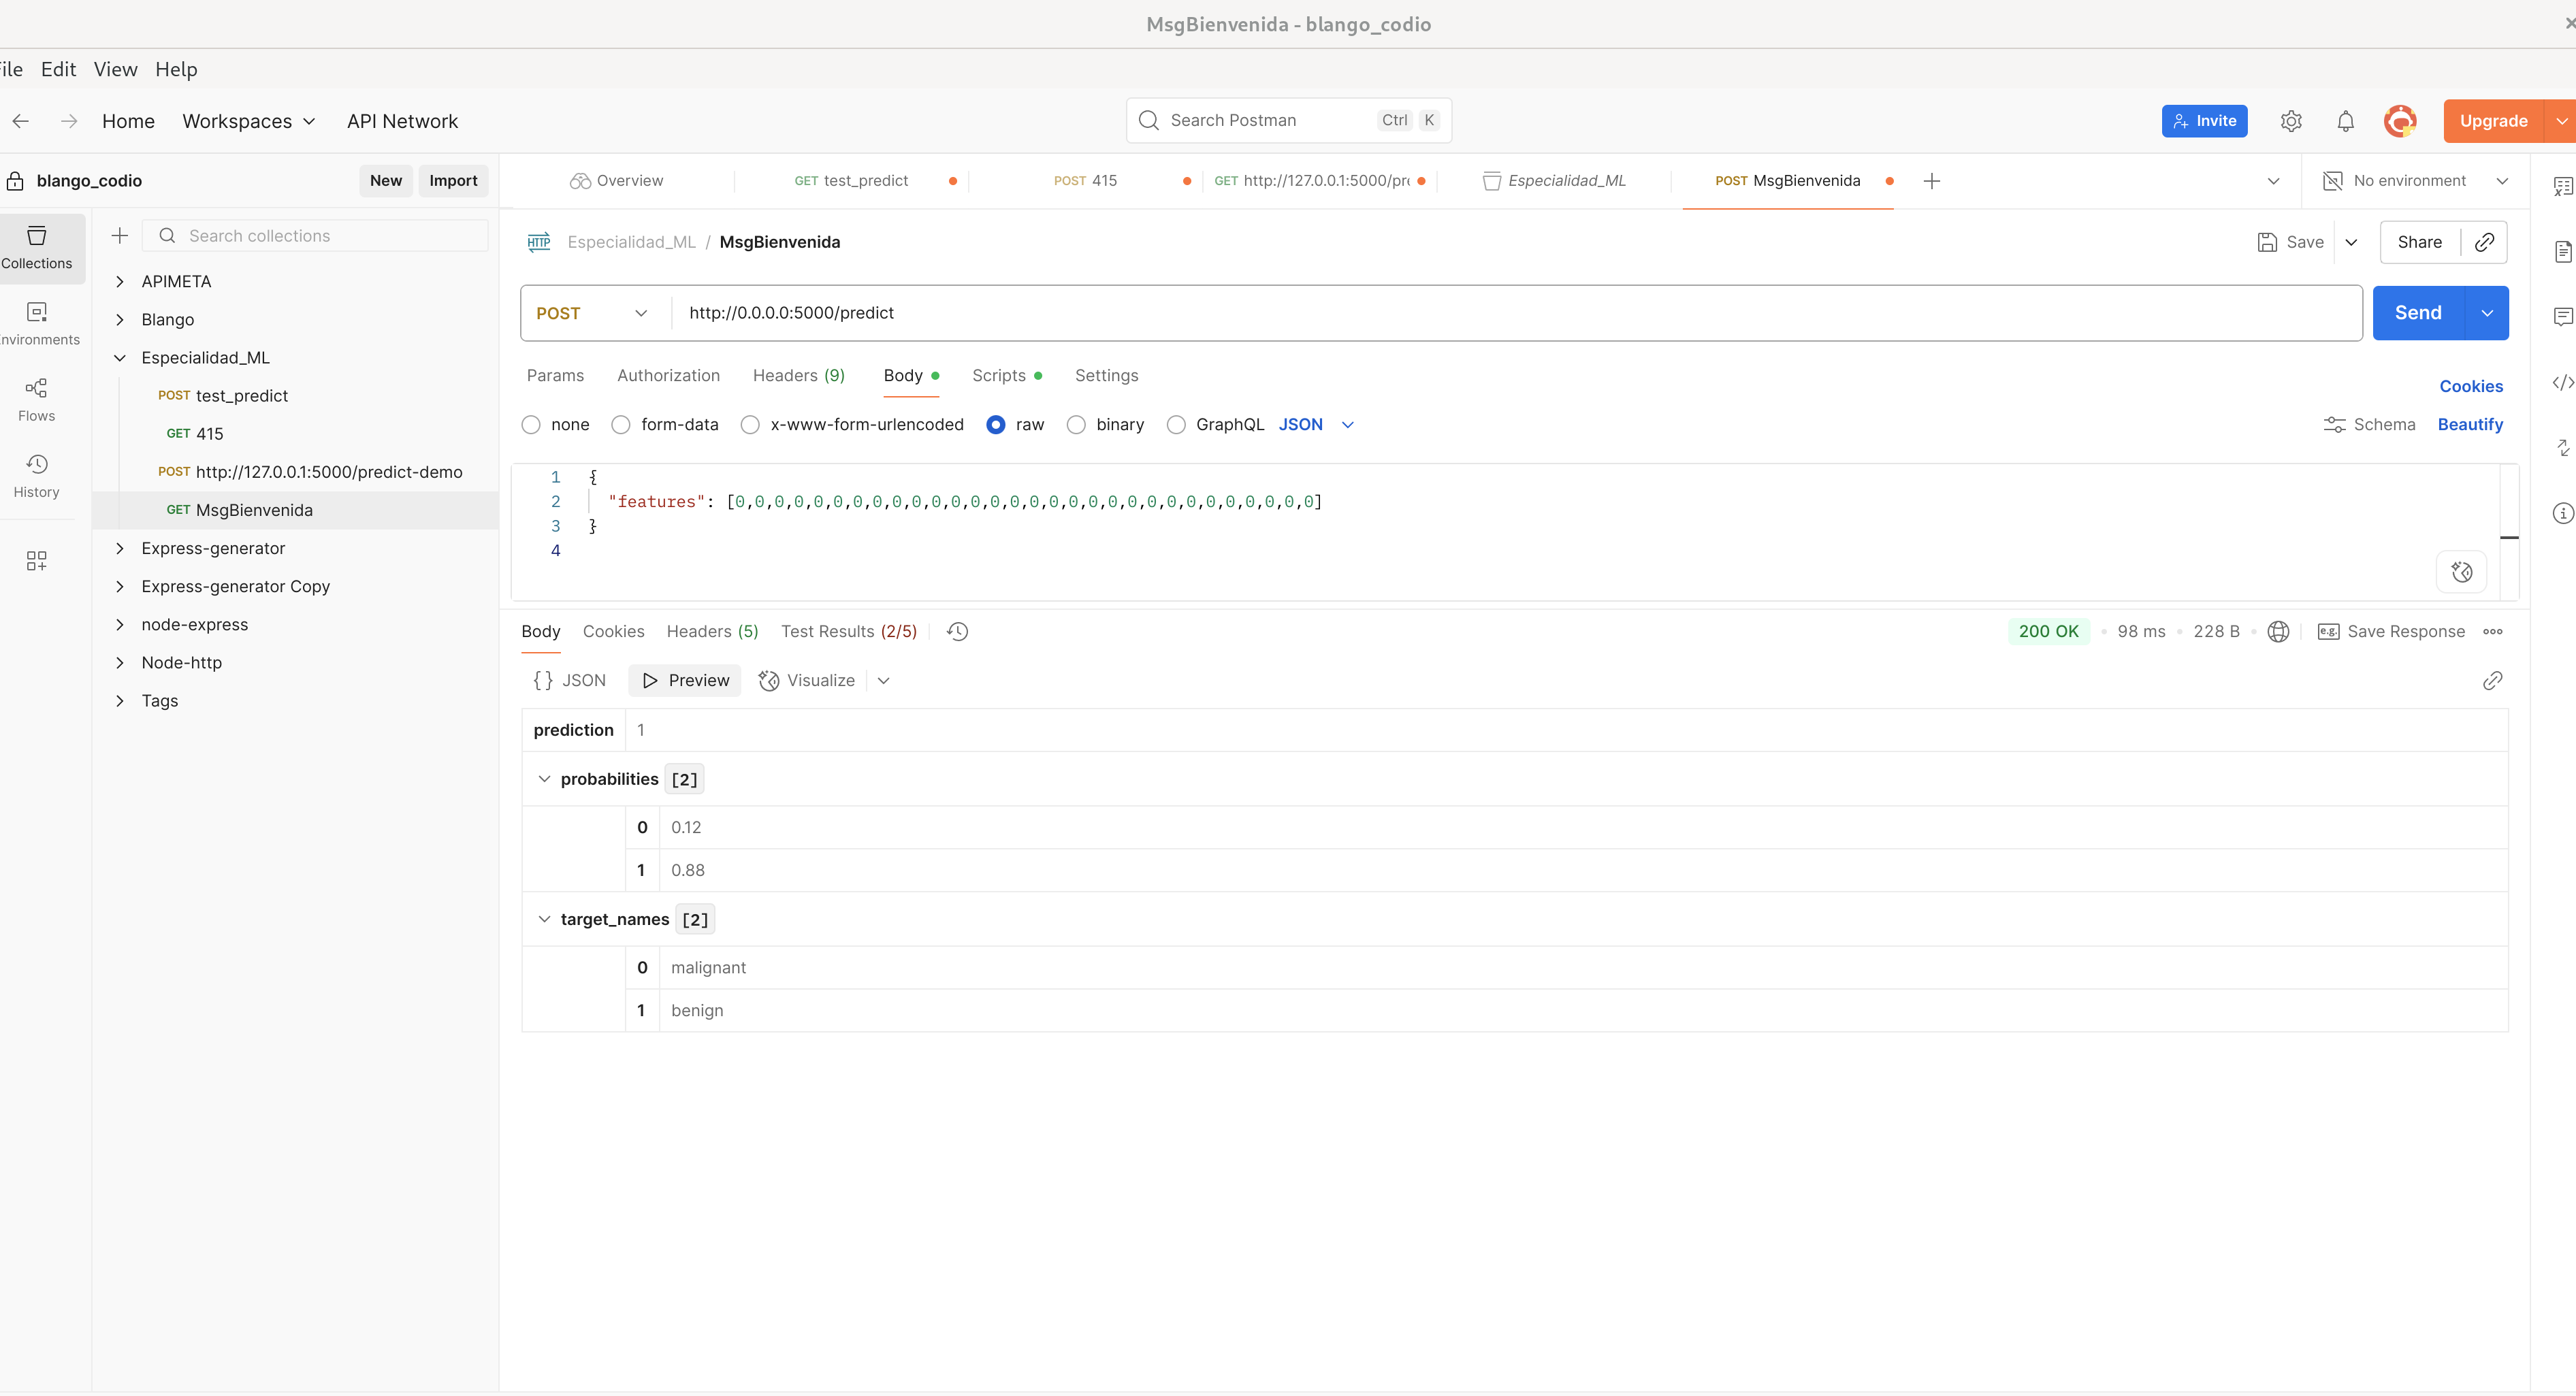 MsgBienvenida - blango_codio
File Edit View Help
Home Workspaces API Network
Search Postman Ctrl K
Invite
Upgrade
blango_codio New Import
Overview
GET test_predict
POST 415
GET http://127.0.0.1:5000/pr
Especialidad_ML
POST MsgBienvenida
No environment
Collections
Environments
Flows
History
Search collections
APIMETA
Blango
Especialidad_ML
POST test_predict
GET 415
POST http://127.0.0.1:5000/predict-demo
GET MsgBienvenida
Express-generator
Express-generator Copy
node-express
Node-http
Tags
HTTP Especialidad_ML / MsgBienvenida
Save Share
POST http://0.0.0.0:5000/predict
Send
Params Authorization Headers (9) Body Scripts Settings
Cookies
none form-data x-www-form-urlencoded raw binary GraphQL JSON
Schema Beautify
1 {
2 "features": [0,0,0,0,0,0,0,0,0,0,0,0,0,0,0,0,0,0,0,0,0,0,0,0,0,0,0,0,0,0]
3 }
4
Body Cookies Headers (5) Test Results (2/5)
200 OK • 98 ms • 228 B • e.g. Save Response
{} JSON Preview Visualize
prediction 1
probabilities [2]
0 0.12
1 0.88
target_names [2]
0 malignant
1 benign